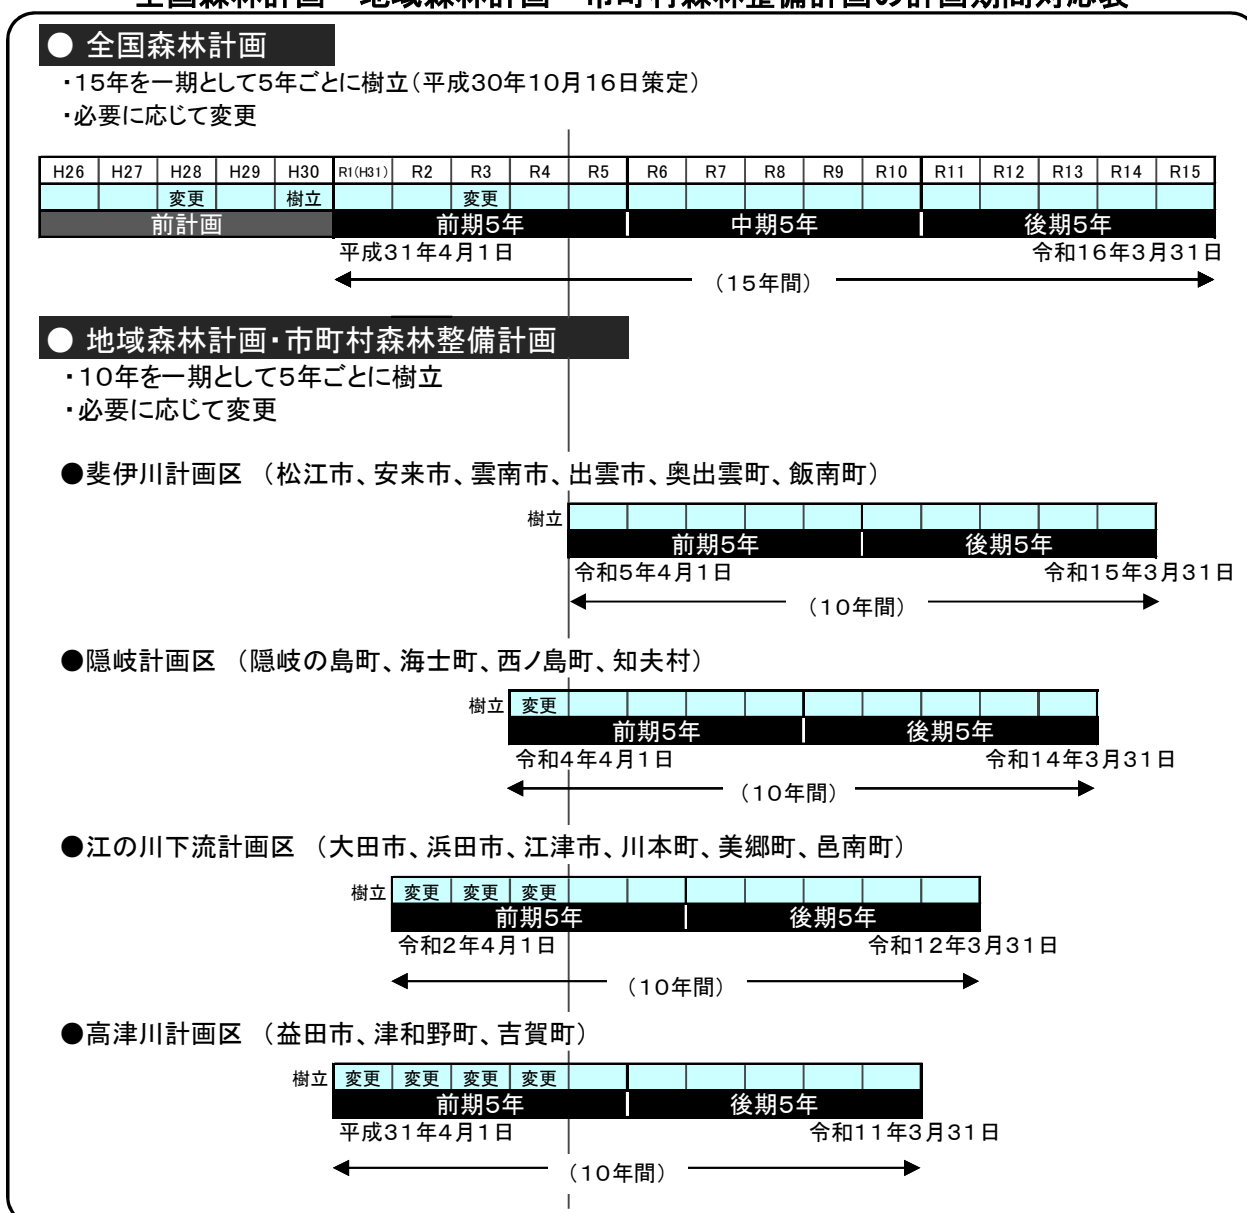 全国森林計画・地域森林計画・市町村森林整備計画の計画期間対応表
● 全国森林計画
・15年を一期として5年ごとに樹立(平成30年10月16日策定)
・必要に応じて変更
H26 H27 H28 H29 H30 R1(H31) R2 R3 R4 R5 R6 R7 R8 R9 R10 R11 R12 R13 R14 R15
変更 樹立 変更
前計画 前期5年 中期5年 後期5年
平成31年4月1日 令和16年3月31日
(15年間)
● 地域森林計画・市町村森林整備計画
・10年を一期として5年ごとに樹立
・必要に応じて変更
●斐伊川計画区 (松江市、安来市、雲南市、出雲市、奥出雲町、飯南町)
樹立
前期5年 後期5年
令和5年4月1日 令和15年3月31日
(10年間)
●隠岐計画区 (隠岐の島町、海士町、西ノ島町、知夫村)
樹立 変更
前期5年 後期5年
令和4年4月1日 令和14年3月31日
(10年間)
●江の川下流計画区 (大田市、浜田市、江津市、川本町、美郷町、邑南町)
樹立 変更 変更 変更
前期5年 後期5年
令和2年4月1日 令和12年3月31日
(10年間)
●高津川計画区 (益田市、津和野町、吉賀町)
樹立 変更 変更 変更 変更
前期5年 後期5年
平成31年4月1日 令和11年3月31日
(10年間)